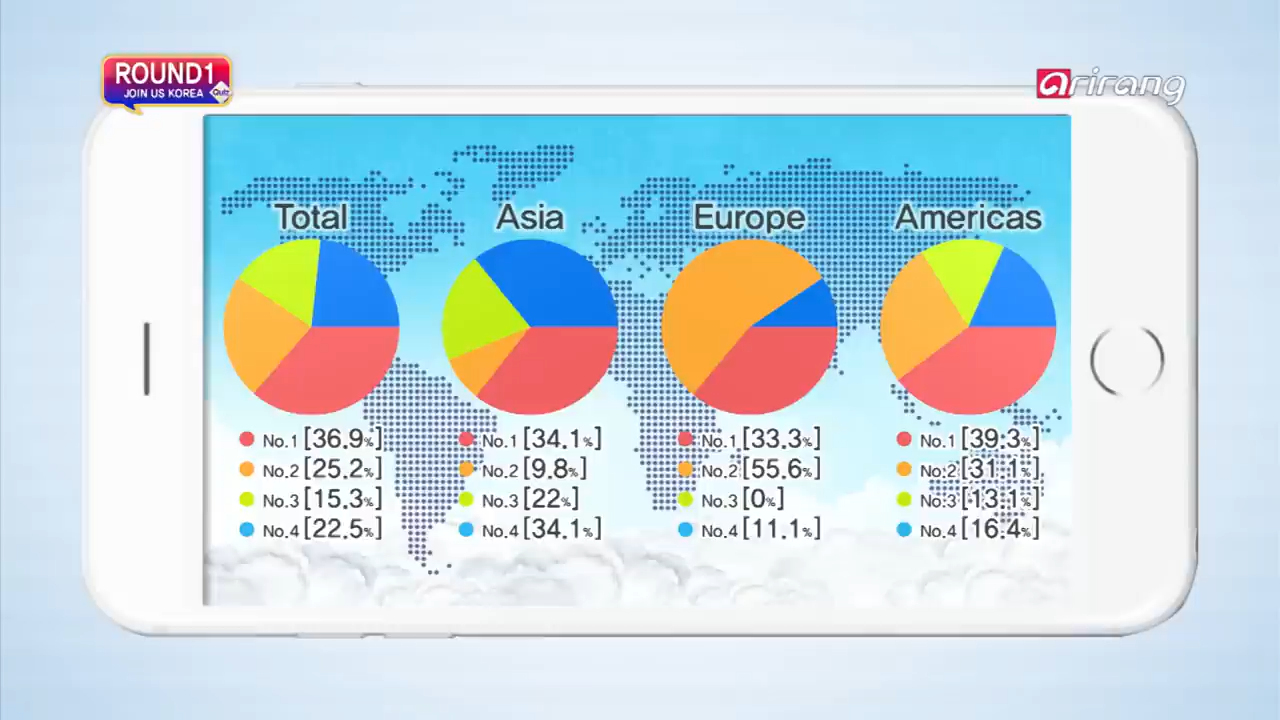 ROUND1
JOIN US KOREA Quiz
arirang
Total
No.1 [36.9%]
No.2 [25.2%]
No.3 [15.3%]
No.4 [22.5%]
Asia
No.1 [34.1%]
No.2 [9.8%]
No.3 [22%]
No.4 [34.1%]
Europe
No.1 [33.3%]
No.2 [55.6%]
No.3 [0%]
No.4 [11.1%]
Americas
No.1 [39.3%]
No.2 [31.1%]
No.3 [13.1%]
No.4 [16.4%]